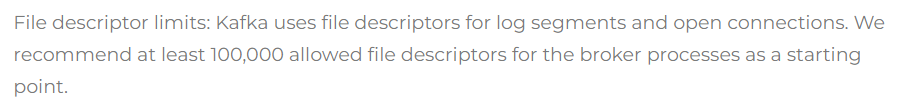 File descriptor limits: Kafka uses file descriptors for log segments and open connections. We
recommend at least 100,000 allowed file descriptors for the broker processes as a starting
point.